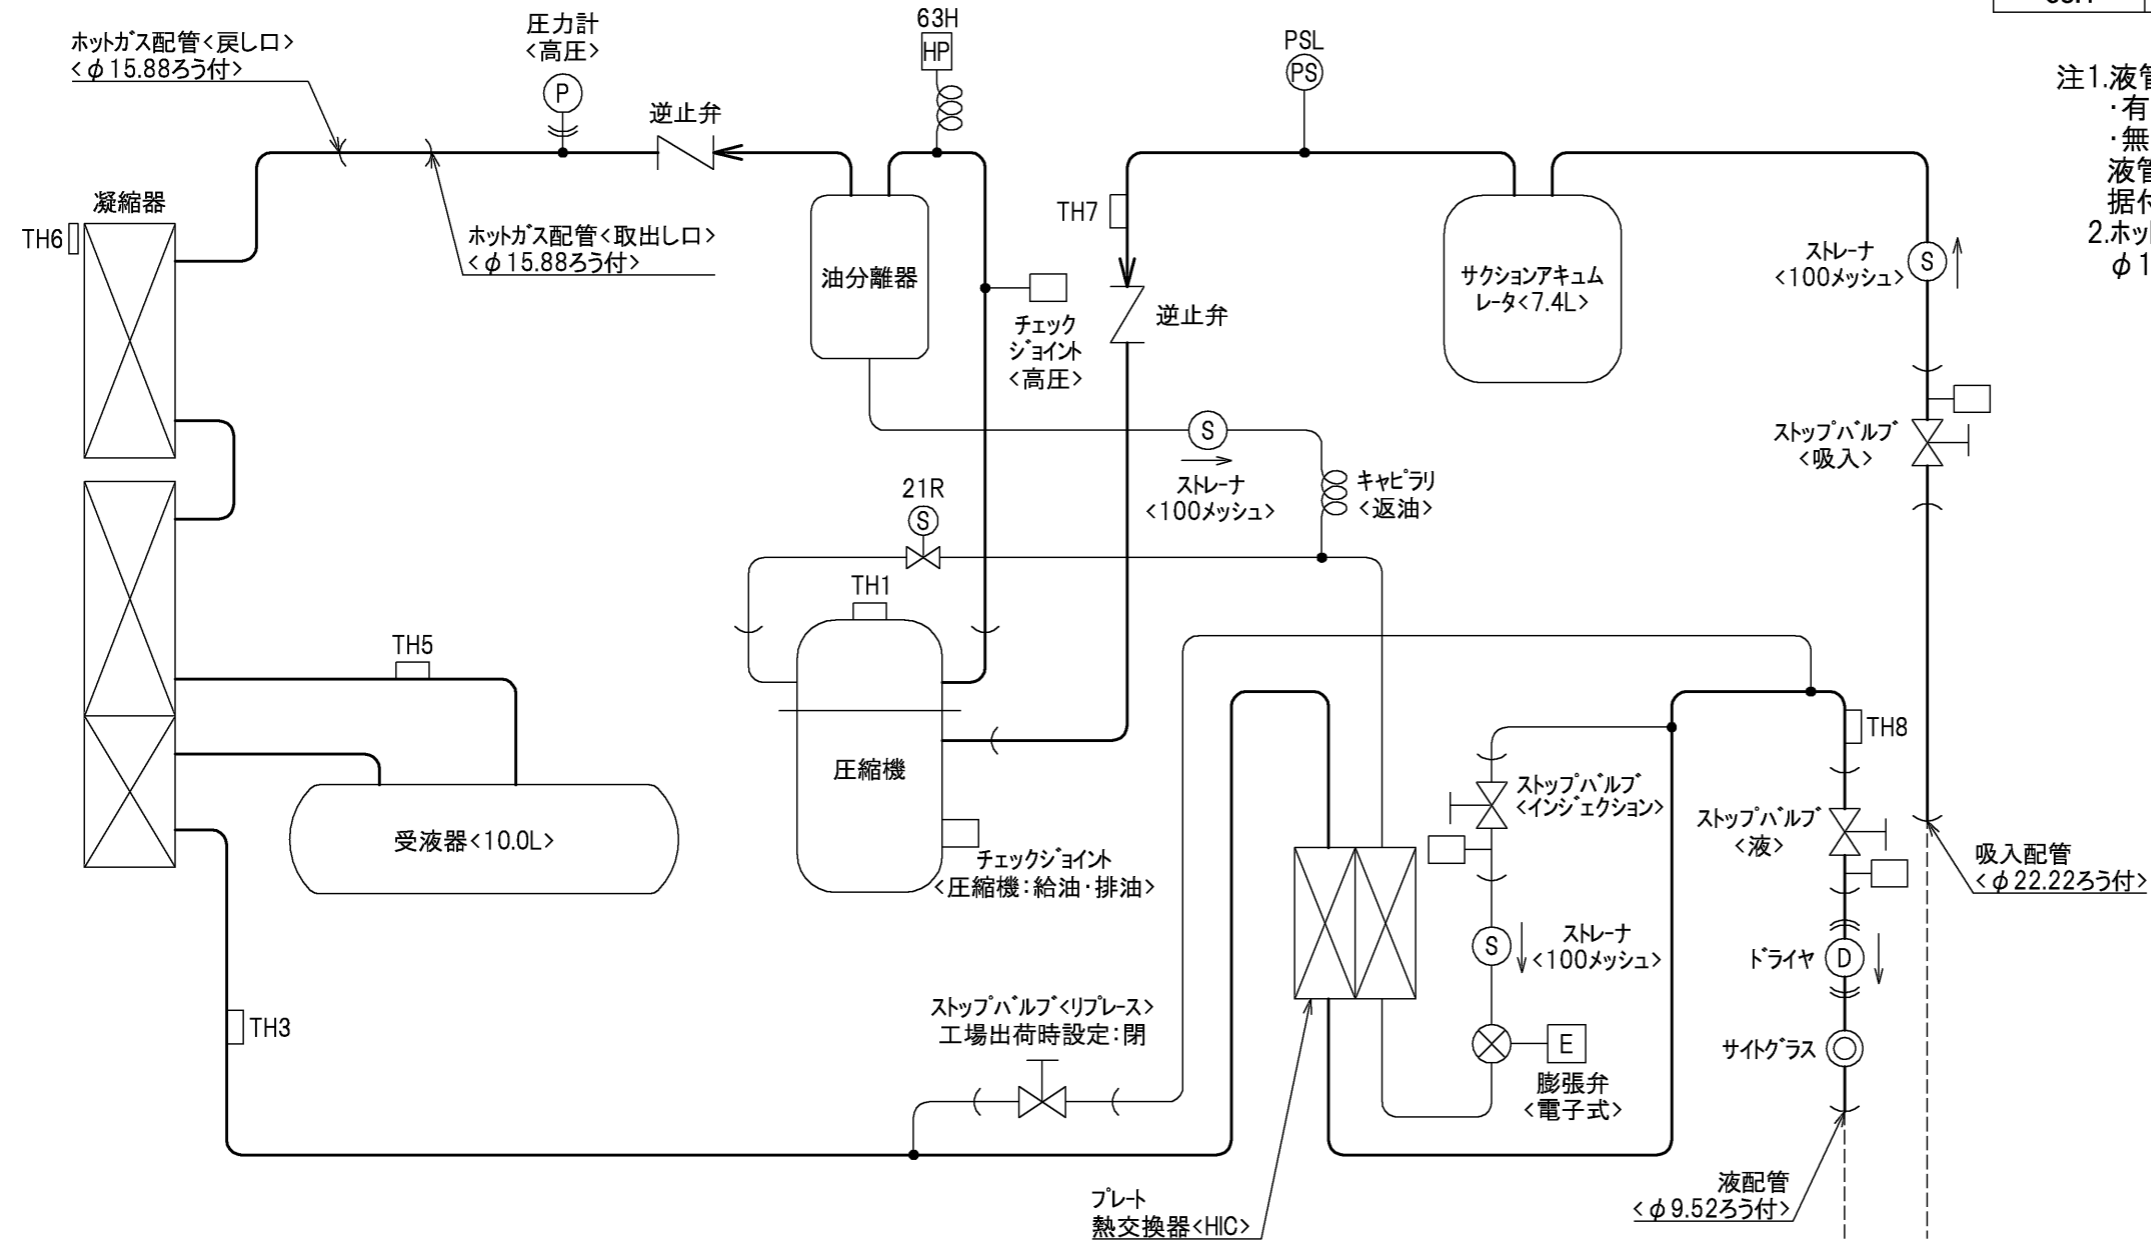 ホットガス配管<戻し口>
<φ15.88ろう付>
圧力計
<高圧>
P
逆止弁
63H
HP
PSL
PS
注1.液管
・有
・無
液管
据付
2.ホッ
φ1
凝縮器
TH6
ホットガス配管<取出し口>
<φ15.88ろう付>
油分離器
チェック
ジョイント
<高圧>
TH7
逆止弁
サクションアキュム
レータ<7.4L>
ストレーナ
<100メッシュ>
S
ストップバルブ
<吸入>
S
ストレーナ
<100メッシュ>
キャピラリ
<返油>
21R
S
TH1
TH5
圧縮機
受液器<10.0L>
チェックジョイント
<圧縮機:給油・排油>
TH8
ストップバルブ
<インジェクション>
ストップバルブ
<液>
吸入配管
<φ22.22ろう付>
S
ストレーナ
<100メッシュ>
ドライヤ
D
TH3
ストップバルブ<リプレース>
工場出荷時設定:閉
E
膨張弁
<電子式>
サイトグラス
プレート
熱交換器<HIC>
液配管
<φ9.52ろう付>